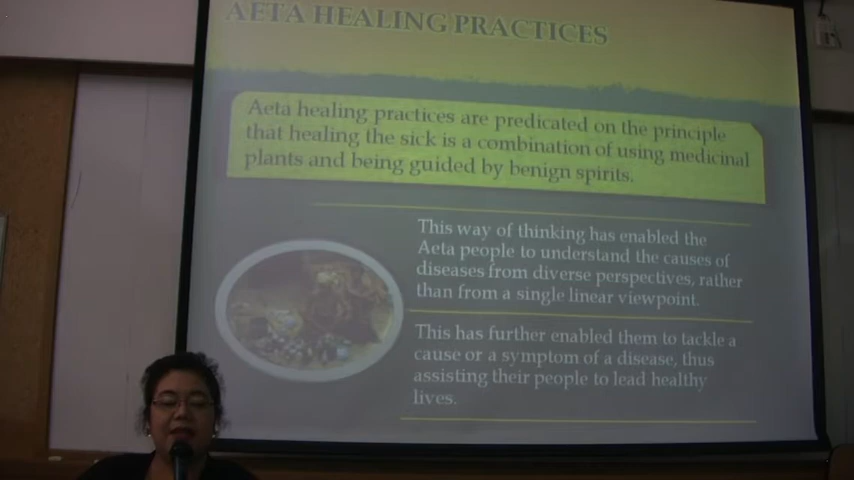 AETA HEALING PRACTICES
Aeta healing practices are predicated on the principle
that healing the sick is a combination of using medicinal
plants and being guided by benign spirits.
This way of thinking has enabled the
Aeta people to understand the causes of
diseases from diverse perspectives, rather
than from a single linear viewpoint.
This has further enabled them to tackle a
cause or a symptom of a disease, thus
assisting their people to lead healthy
lives.